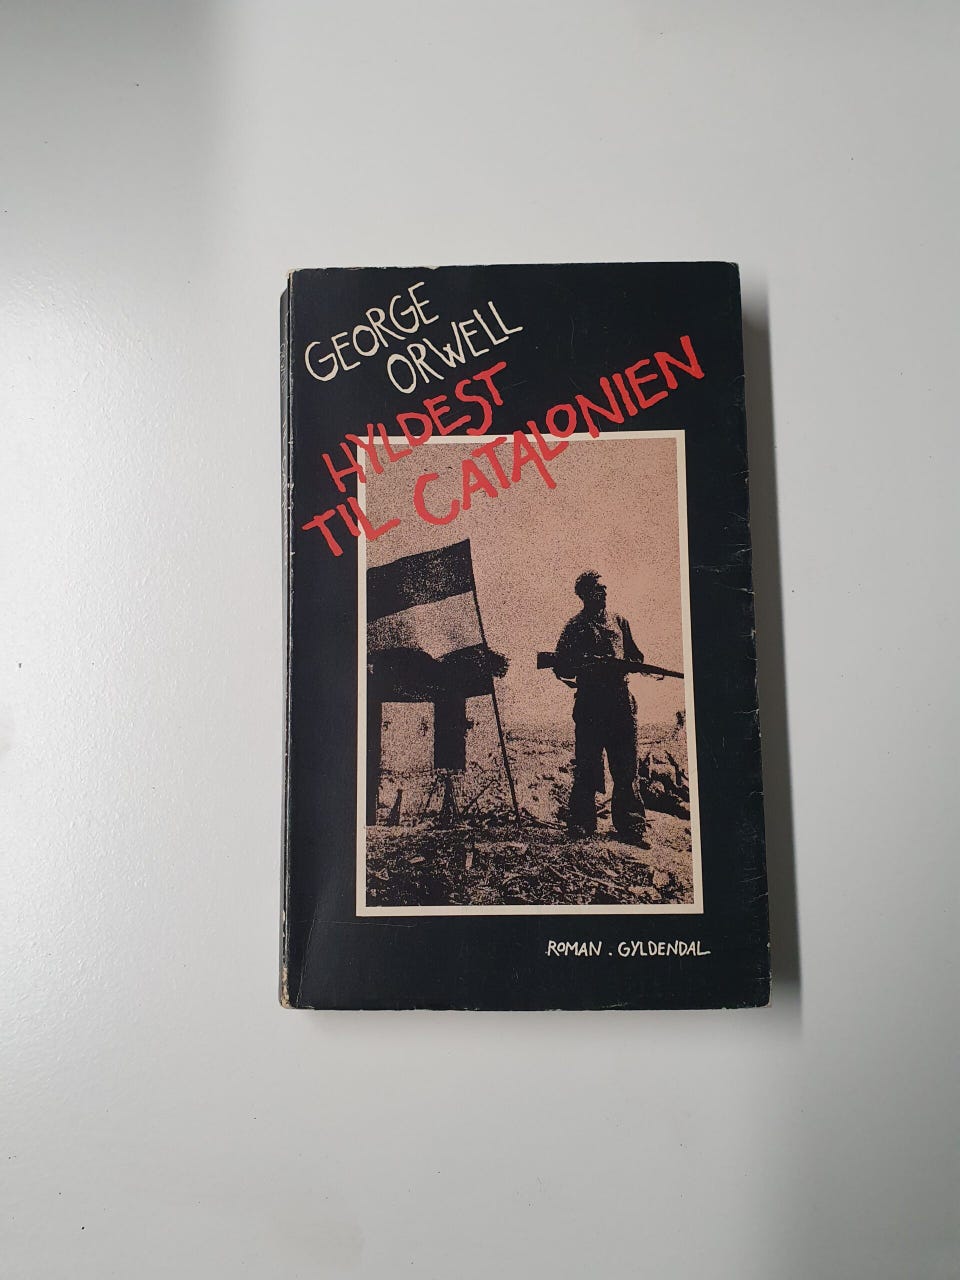 GEORGE
ORWELL
HYLDEST
TIL CATALONIEN
ROMAN . GYLDENDAL